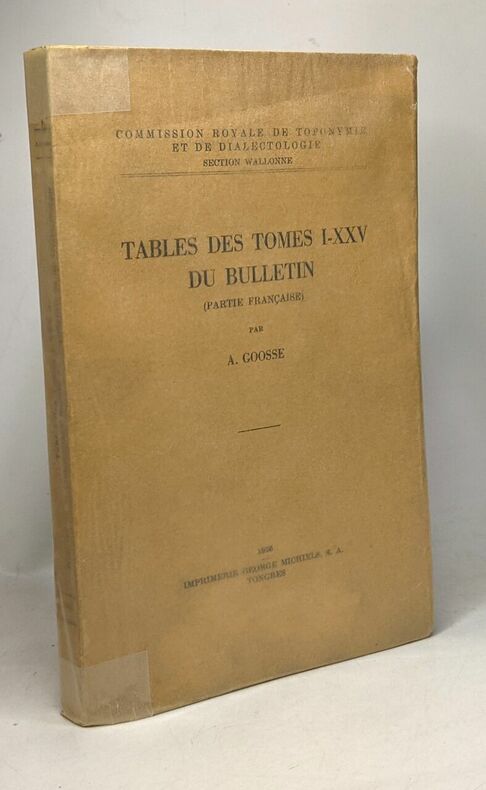 COMMISSION ROYALE DE TOPONYMIE
ET DE DIALECTOLOGIE
SECTION WALLONNE
TABLES DES TOMES I-XXV
DU BULLETIN
(PARTIE FRANÇAISE)
PAR
A. GOOSSE
1956
IMPRIMERIE GEORGE MICHIELS, S. A.
TONGRES